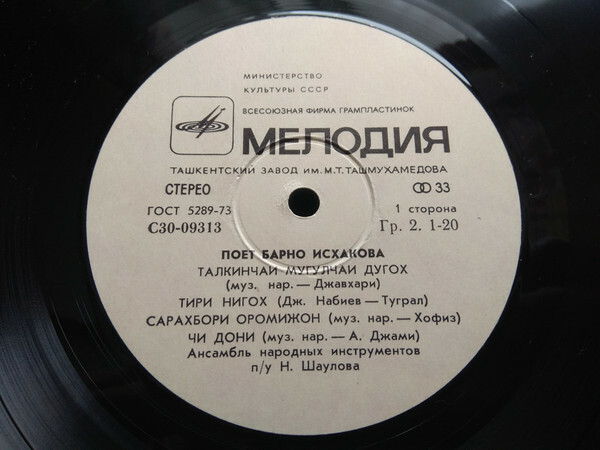 МИНИСТЕРСТВО
КУЛЬТУРЫ СССР
ВСЕСОЮЗНАЯ ФИРМА ГРАМПЛАСТИНОК
МЕЛОДИЯ
ТАШКЕНТСКИЙ ЗАВОД ИМ. М.Т. ТАШМУХАМЕДОВА
СТЕРЕО 33
ГОСТ 5289-73 1 сторона
С30-09313 Гр. 2. 1-20
ПОЕТ БАРНО ИСХАКОВА
ТАЛКИНЧАИ МУГУЛЧАИ ДУГОХ
(муз. нар. — Джавхари)
ТИРИ НИГОХ (Дж. Набиев — Туграл)
САРАХБОРИ ОРОМИЖОН (муз. нар. — Хофиз)
ЧИ ДОНИ (муз. нар. — А. Джами)
Ансамбль народных инструментов
п/у Н. Шаулова